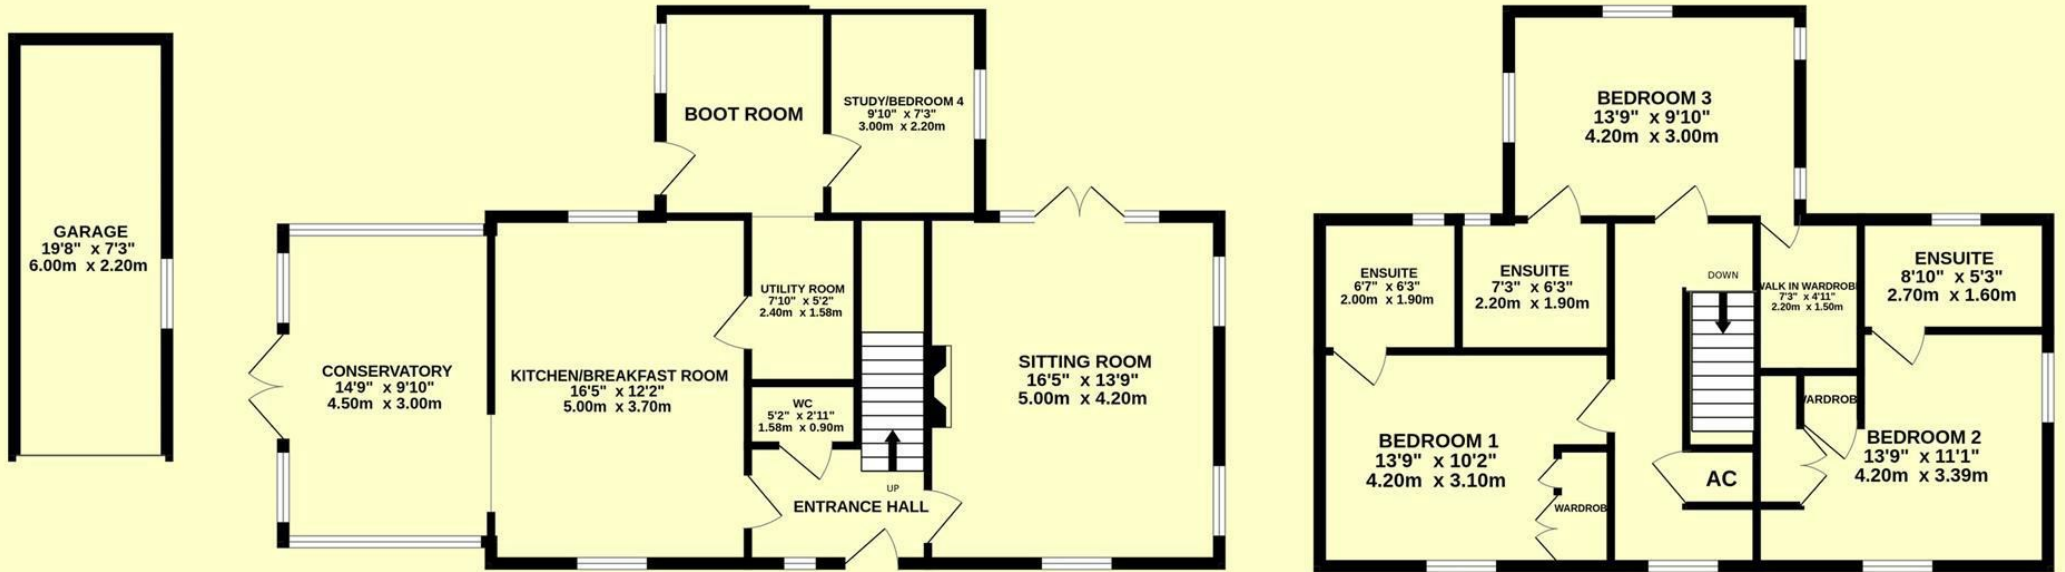 GARAGE
19'8" x 7'3"
6.00m x 2.20m
CONSERVATORY
14'9" x 9'10"
4.50m x 3.00m
KITCHEN/BREAKFAST ROOM
16'5" x 12'2"
5.00m x 3.70m
BOOT ROOM
STUDY/BEDROOM 4
9'10" x 7'3"
3.00m x 2.20m
UTILITY ROOM
7'10" x 5'2"
2.40m x 1.58m
WC
5'2" x 2'11"
1.58m x 0.90m
UP
ENTRANCE HALL
SITTING ROOM
16'5" x 13'9"
5.00m x 4.20m
BEDROOM 3
13'9" x 9'10"
4.20m x 3.00m
ENSUITE
6'7" x 6'3"
2.00m x 1.90m
ENSUITE
7'3" x 6'3"
2.20m x 1.90m
DOWN
WALK IN WARDROBE
7'3" x 4'11"
2.20m x 1.50m
ENSUITE
8'10" x 5'3"
2.70m x 1.60m
BEDROOM 1
13'9" x 10'2"
4.20m x 3.10m
WARDROB
AC
ARDROB
BEDROOM 2
13'9" x 11'1"
4.20m x 3.39m